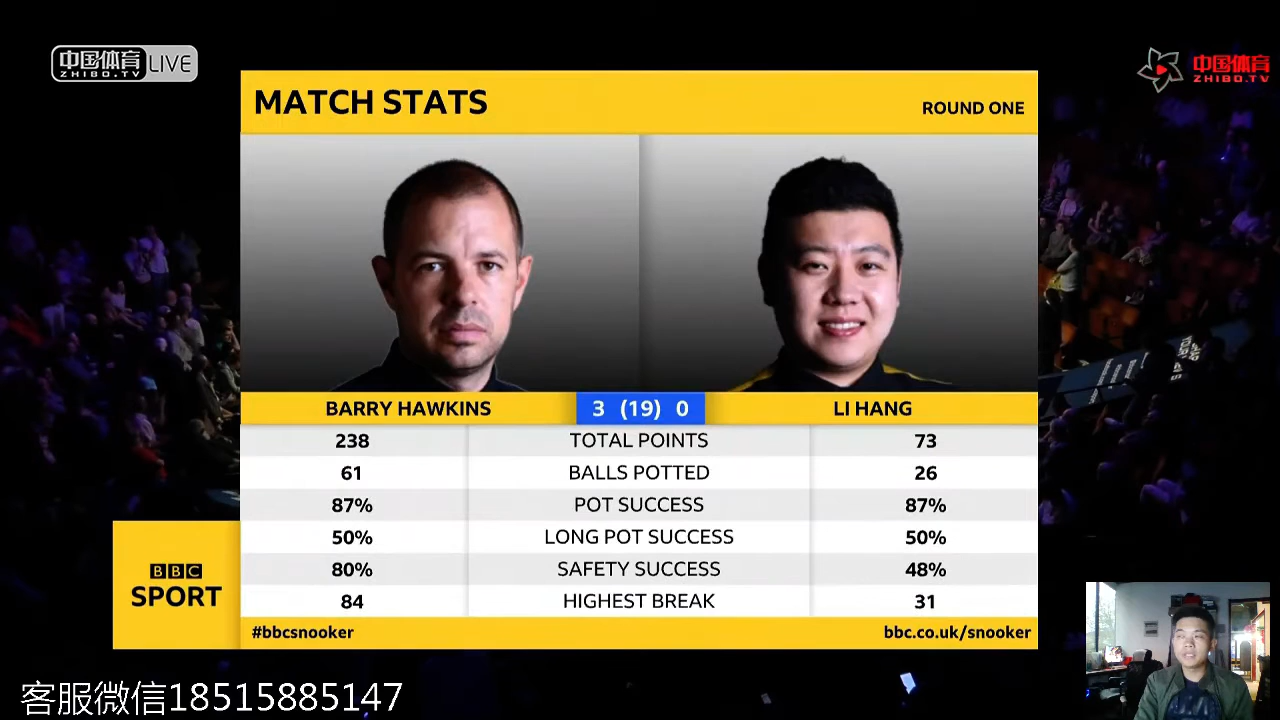 中国体育 LIVE
ZHIBO.TV
中国体育
ZHIBO.TV
MATCH STATS
ROUND ONE
BARRY HAWKINS 3 (19) 0 LI HANG
238 TOTAL POINTS 73
61 BALLS POTTED 26
87% POT SUCCESS 87%
50% LONG POT SUCCESS 50%
80% SAFETY SUCCESS 48%
84 HIGHEST BREAK 31
BBC
SPORT
#bbcsnooker bbc.co.uk/snooker
客服微信18515885147